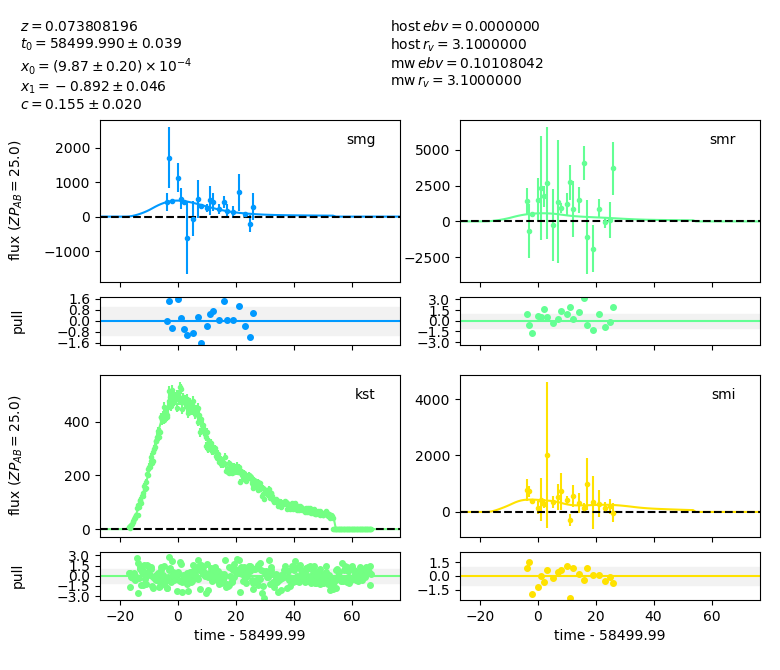 z = 0.073808196
t0 = 58499.990 ± 0.039
x0 = (9.87 ± 0.20) × 10−4
x1 = −0.892 ± 0.046
c = 0.155 ± 0.020
host ebv = 0.0000000
host rv = 3.1000000
mw ebv = 0.10108042
mw rv = 3.1000000
flux (ZPAB = 25.0)
2000
1000
0
−1000
smg
5000
2500
0
−2500
smr
pull
1.6
0.8
0.0
−0.8
−1.6
3.0
1.5
0.0
−1.5
−3.0
flux (ZPAB = 25.0)
400
200
0
kst
4000
2000
0
smi
pull
3.0
1.5
0.0
−1.5
−3.0
1.5
0.0
−1.5
−20 0 20 40 60
−20 0 20 40 60
time - 58499.99
time - 58499.99